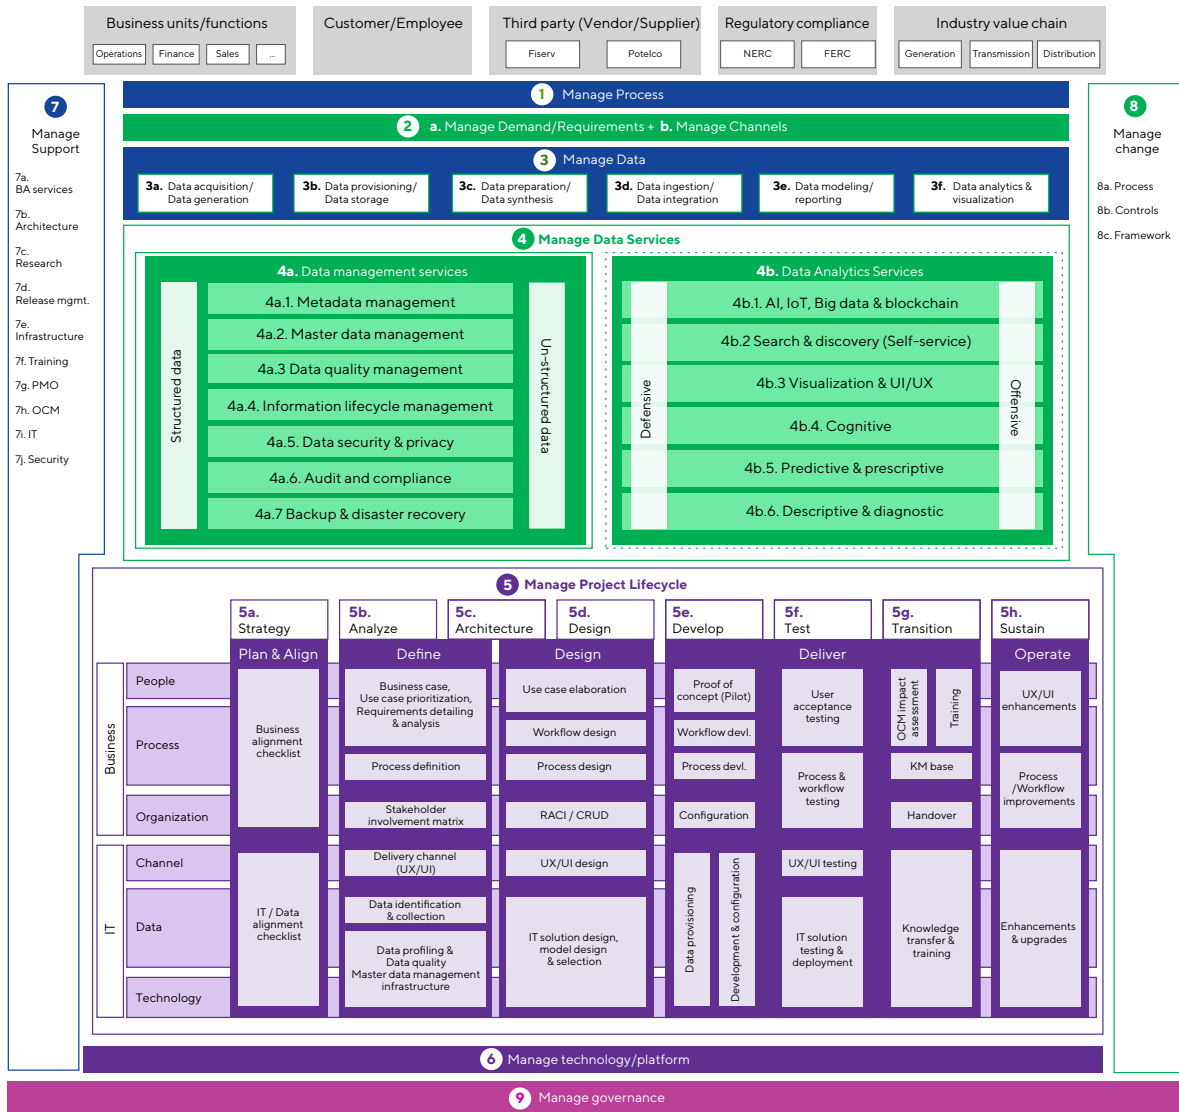 Business units/functions
Operations
Finance
Sales
...
Customer/Employee
Third party (Vendor/Supplier)
Fiserv
Potelco
Regulatory compliance
NERC
FERC
Industry value chain
Generation
Transmission
Distribution
1 Manage Process
2 a. Manage Demand/Requirements + b. Manage Channels
3 Manage Data
3a. Data acquisition/
Data generation
3b. Data provisioning/
Data storage
3c. Data preparation/
Data synthesis
3d. Data ingestion/
Data integration
3e. Data modeling/
reporting
3f. Data analytics &
visualization
7
Manage
Support
7a.
BA services
7b.
Architecture
7c.
Research
7d.
Release mgmt.
7e.
Infrastructure
7f. Training
7g. PMO
7h. OCM
7i. IT
7j. Security
8
Manage
change
8a. Process
8b. Controls
8c. Framework
4 Manage Data Services
4a. Data management services
Structured data
4a.1. Metadata management
4a.2. Master data management
4a.3 Data quality management
4a.4. Information lifecycle management
4a.5. Data security & privacy
4a.6. Audit and compliance
4a.7 Backup & disaster recovery
Un-structured data
4b. Data Analytics Services
Defensive
4b.1. AI, IoT, Big data & blockchain
4b.2 Search & discovery (Self-service)
4b.3 Visualization & UI/UX
4b.4. Cognitive
4b.5. Predictive & prescriptive
4b.6. Descriptive & diagnostic
Offensive
5 Manage Project Lifecycle
5a.
Strategy
5b.
Analyze
5c.
Architecture
5d.
Design
5e.
Develop
5f.
Test
5g.
Transition
5h.
Sustain
Plan & Align
Define
Design
Deliver
Operate
Business
People
Process
Organization
IT
Channel
Data
Technology
Business
alignment
checklist
IT / Data
alignment
checklist
Business case,
Use case prioritization,
Requirements detailing
& analysis
Process definition
Stakeholder
involvement matrix
Delivery channel
(UX/UI)
Data identification
& collection
Data profiling &
Data quality
Master data management
infrastructure
Use case elaboration
Workflow design
Process design
RACI / CRUD
UX/UI design
IT solution design,
model design
& selection
Proof of
concept (Pilot)
Workflow devl.
Process devl.
Configuration
Data provisioning
Development & configuration
User
acceptance
testing
Process &
workflow
testing
UX/UI testing
IT solution
testing &
deployment
OCM impact
assessment
Training
KM base
Handover
Knowledge
transfer &
training
UX/UI
enhancements
Process
/Workflow
improvements
Enhancements
& upgrades
6 Manage technology/platform
9 Manage governance